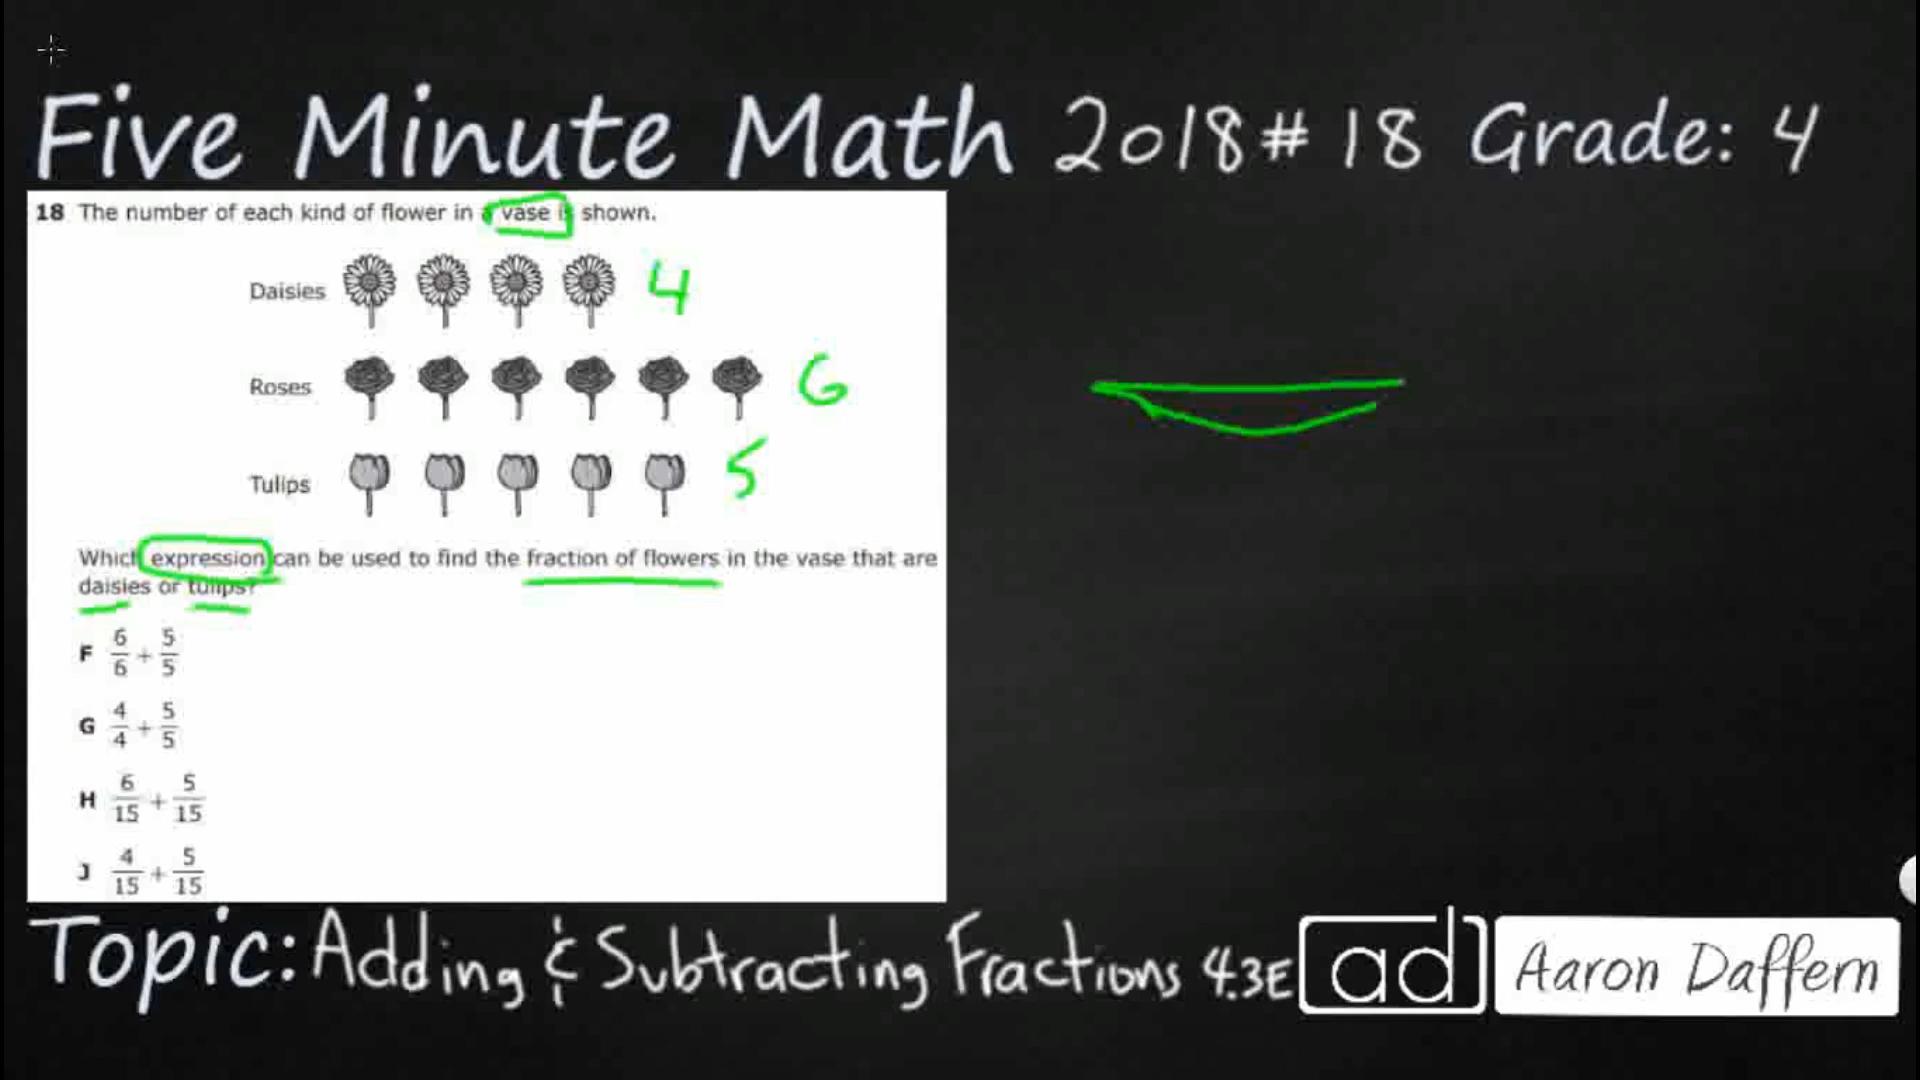 Five Minute Math 2018 # 18 Grade: 4
18 The number of each kind of flower in a vase is shown.
Daisies 4
Roses 6
Tulips 5
Which expression can be used to find the fraction of flowers in the vase that are
daisies or tulips?
F 6/6 + 5/5
G 4/4 + 5/5
H 6/15 + 5/15
J 4/15 + 5/15
Topic: Adding & Subtracting Fractions 4.3E ad Aaron Daffern